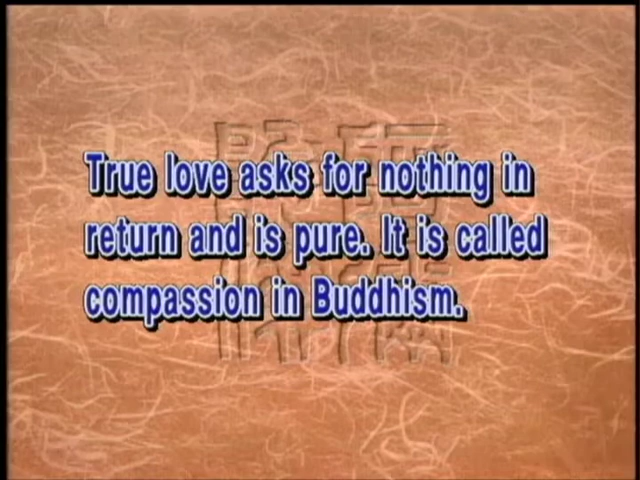 True love asks for nothing in
return and is pure. It is called
compassion in Buddhism.